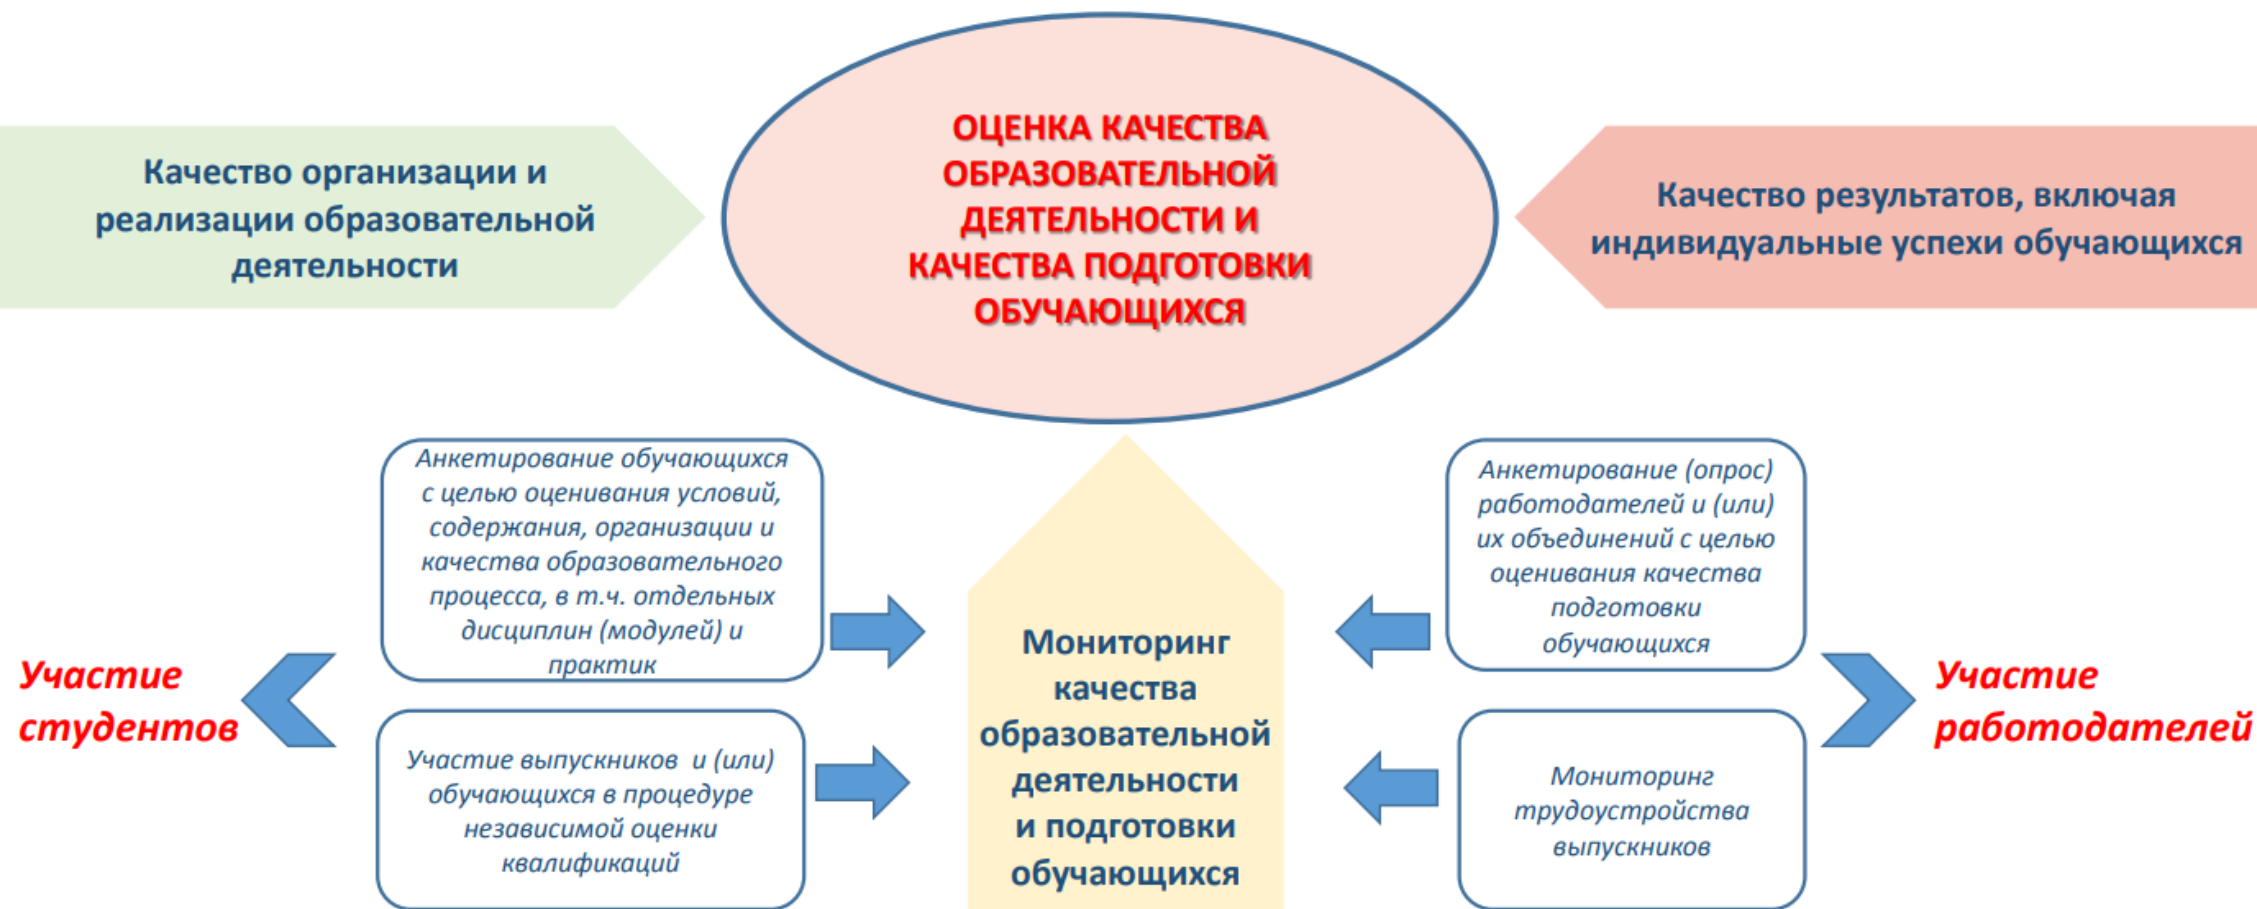 ОЦЕНКА КАЧЕСТВА
ОБРАЗОВАТЕЛЬНОЙ
ДЕЯТЕЛЬНОСТИ И
КАЧЕСТВА ПОДГОТОВКИ
ОБУЧАЮЩИХСЯ
Качество организации и
реализации образовательной
деятельности
Качество результатов, включая
индивидуальные успехи обучающихся
Анкетирование обучающихся
с целью оценивания условий,
содержания, организации и
качества образовательного
процесса, в т.ч. отдельных
дисциплин (модулей) и
практик
Участие
студентов
Участие выпускников и (или)
обучающихся в процедуре
независимой оценки
квалификаций
Мониторинг
качества
образовательной
деятельности
и подготовки
обучающихся
Анкетирование (опрос)
работодателей и (или)
их объединений с целью
оценивания качества
подготовки
обучающихся
Участие
работодателей
Мониторинг
трудоустройства
выпускников